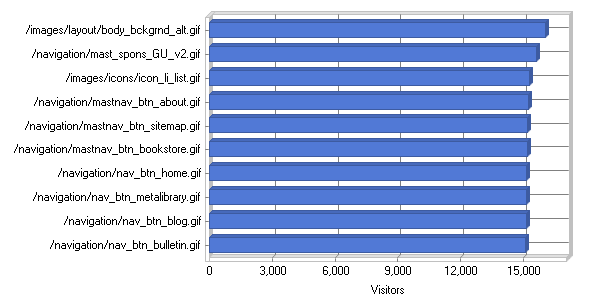 /images/layout/body_bckgrnd_alt.gif
/navigation/mast_spons_GU_v2.gif
/images/icons/icon_li_list.gif
/navigation/mastnav_btn_about.gif
/navigation/mastnav_btn_sitemap.gif
/navigation/mastnav_btn_bookstore.gif
/navigation/nav_btn_home.gif
/navigation/nav_btn_metalibrary.gif
/navigation/nav_btn_blog.gif
/navigation/nav_btn_bulletin.gif
0 3,000 6,000 9,000 12,000 15,000
Visitors